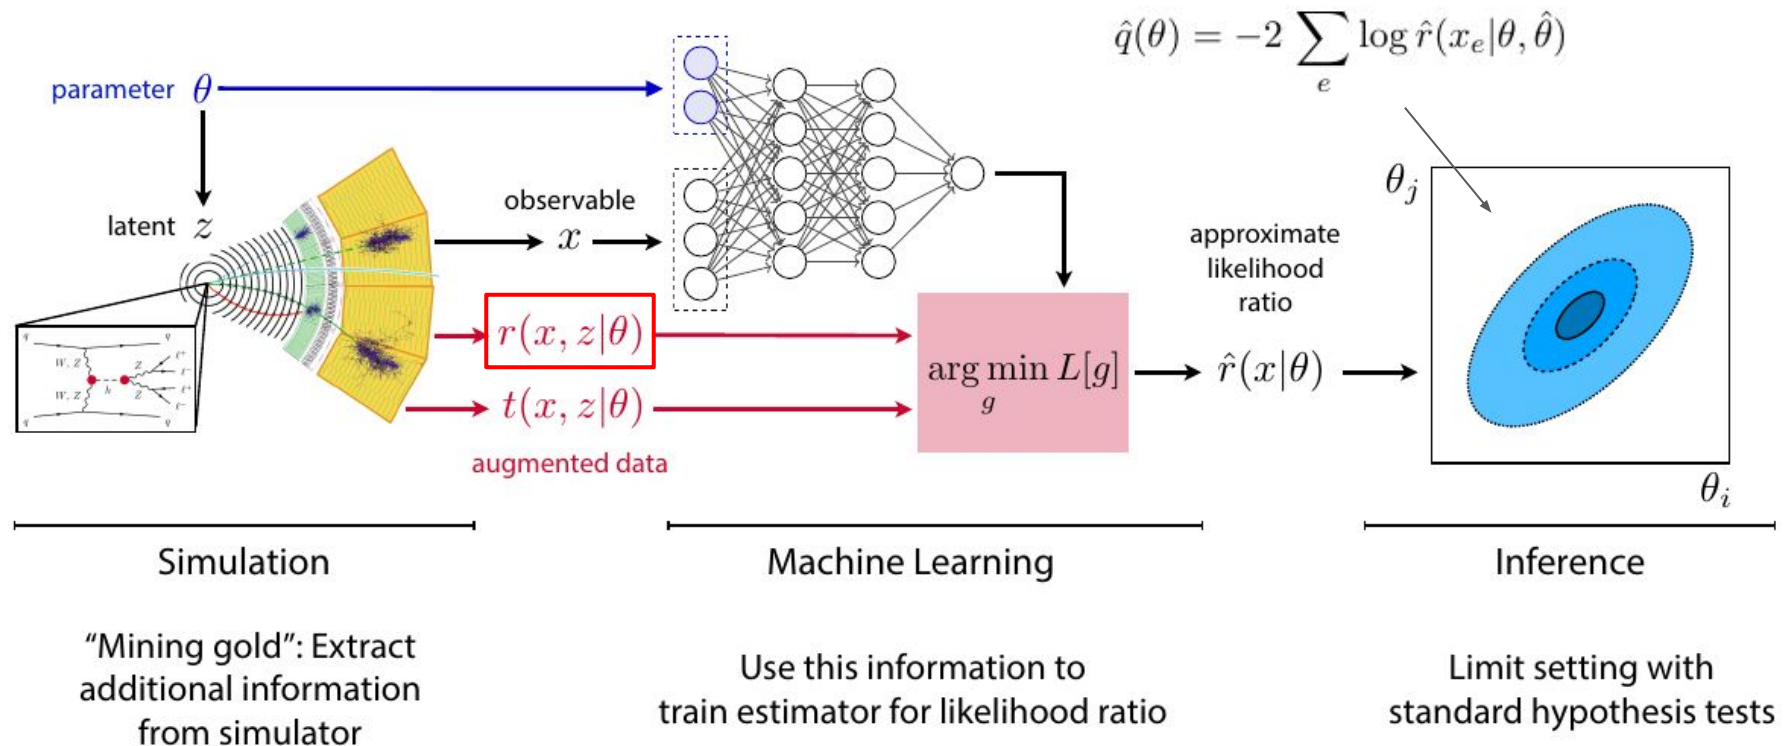 q̂(θ) = −2 ∑ log r̂(x_e|θ, θ̂)
e
parameter θ
latent z
observable
x
r(x, z|θ)
t(x, z|θ)
augmented data
q
q
W, Z
W, Z
h
Z
Z
ℓ⁺
ℓ⁻
ℓ⁺
ℓ⁻
q
q
arg min L[g]
g
approximate
likelihood
ratio
r̂(x|θ)
θ_j
θ_i
Simulation
“Mining gold”: Extract
additional information
from simulator
Machine Learning
Use this information to
train estimator for likelihood ratio
Inference
Limit setting with
standard hypothesis tests